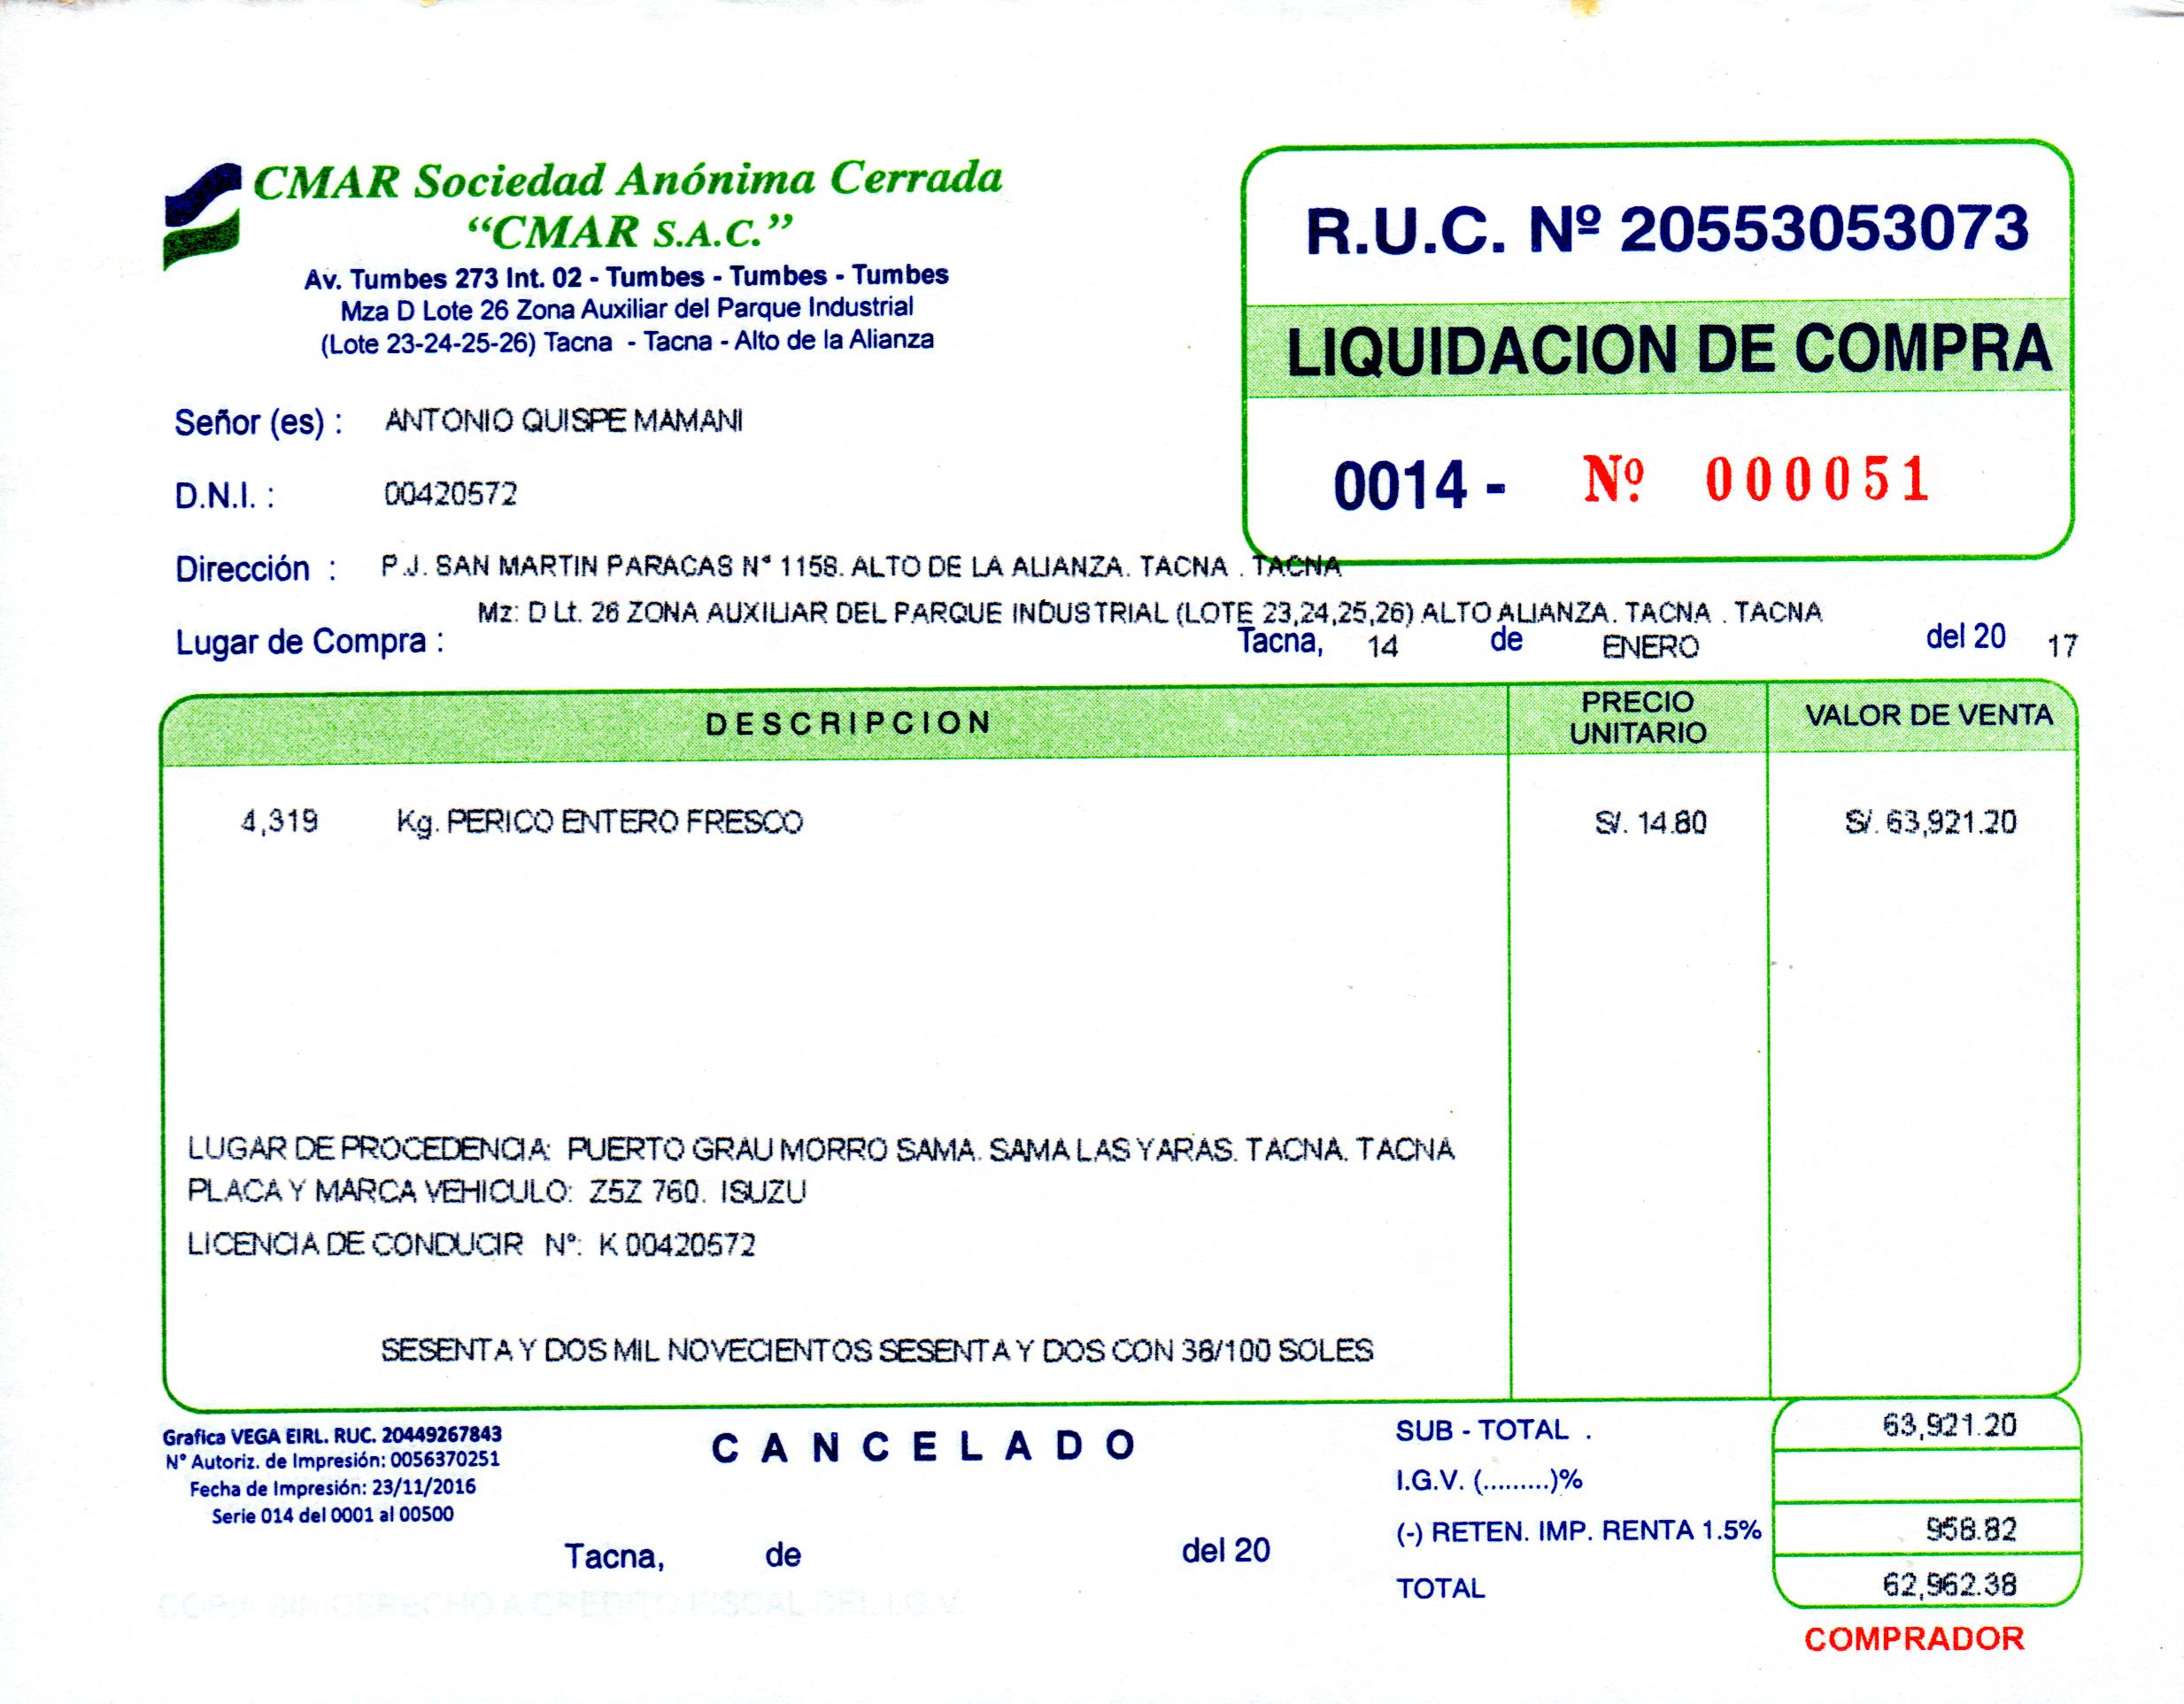 CMAR Sociedad Anónima Cerrada
“CMAR S.A.C.”
Av. Tumbes 273 Int. 02 - Tumbes - Tumbes - Tumbes
Mza D Lote 26 Zona Auxiliar del Parque Industrial
(Lote 23-24-25-26) Tacna - Tacna - Alto de la Alianza
R.U.C. Nº 20553053073
LIQUIDACION DE COMPRA
0014 - Nº 000051
Señor (es) : ANTONIO QUISPE MAMANI
D.N.I. : 00420572
Dirección : P.J. SAN MARTIN PARACAS N° 1158. ALTO DE LA ALIANZA. TACNA . TACNA
Mz: D Lt. 26 ZONA AUXILIAR DEL PARQUE INDUSTRIAL (LOTE 23,24,25,26) ALTO ALIANZA. TACNA . TACNA
Lugar de Compra : Tacna, 14 de ENERO del 20 17
DESCRIPCION PRECIO UNITARIO VALOR DE VENTA
4,319 Kg. PERICO ENTERO FRESCO S/. 14.80 S/. 63,921.20
LUGAR DE PROCEDENCIA: PUERTO GRAU MORRO SAMA. SAMA LAS YARAS. TACNA. TACNA
PLACA Y MARCA VEHICULO: Z5Z 760. ISUZU
LICENCIA DE CONDUCIR N°: K 00420572
SESENTA Y DOS MIL NOVECIENTOS SESENTA Y DOS CON 38/100 SOLES
Grafica VEGA EIRL. RUC. 20449267843
N° Autoriz. de Impresión: 0056370251
Fecha de Impresión: 23/11/2016
Serie 014 del 0001 al 00500
CANCELADO
Tacna, de del 20
SUB - TOTAL . 63,921.20
I.G.V. (.........)%
(-) RETEN. IMP. RENTA 1.5% 958.82
TOTAL 62,962.38
COPIA SIN DERECHO A CREDITO FISCAL DEL I.G.V.
COMPRADOR